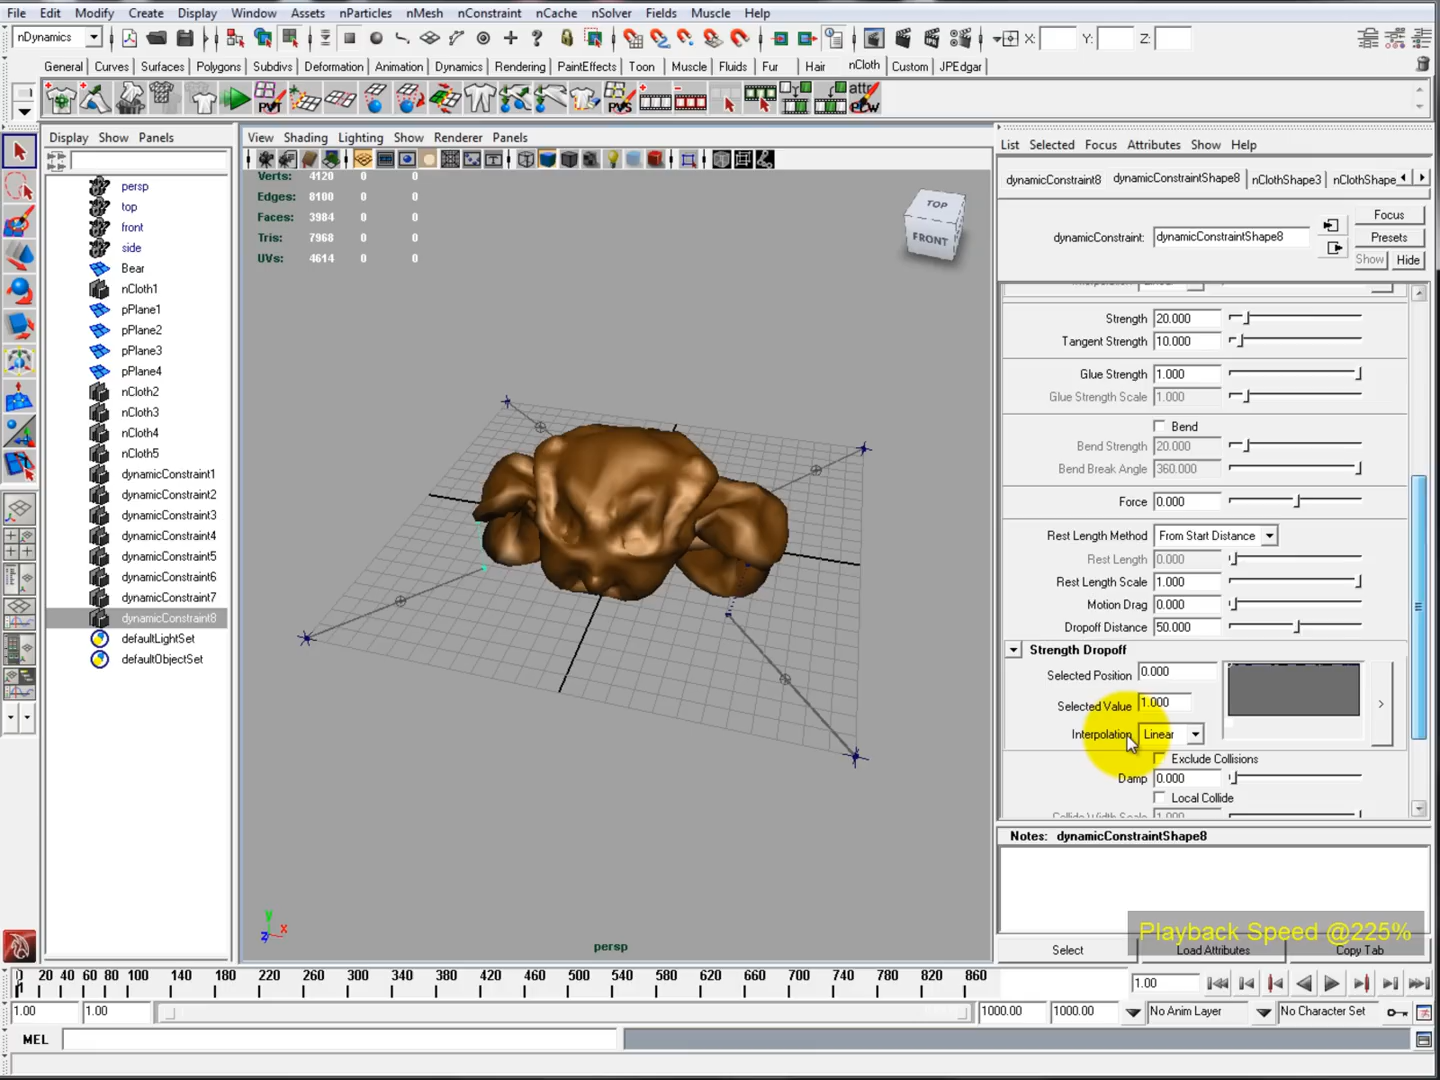 File Edit Modify Create Display Window Assets nParticles nMesh nConstraint nCache nSolver Fields Muscle Help
nDynamics X: Y: Z:
General Curves Surfaces Polygons Subdivs Deformation Animation Dynamics Rendering PaintEffects Toon Muscle Fluids Fur Hair nCloth Custom JPEdgar
Display Show Panels
View Shading Lighting Show Renderer Panels
List Selected Focus Attributes Show Help
persp
top
front
side
Bear
nCloth1
pPlane1
pPlane2
pPlane3
pPlane4
nCloth2
nCloth3
nCloth4
nCloth5
dynamicConstraint1
dynamicConstraint2
dynamicConstraint3
dynamicConstraint4
dynamicConstraint5
dynamicConstraint6
dynamicConstraint7
dynamicConstraint8
defaultLightSet
defaultObjectSet
Verts: 4120 0 0
Edges: 8100 0 0
Faces: 3984 0 0
Tris: 7968 0 0
UVs: 4614 0 0
TOP
FRONT
persp
dynamicConstraint8 dynamicConstraintShape8 nClothShape3 nClothShape
Focus
dynamicConstraint: dynamicConstraintShape8 Presets
Show Hide
Strength 20.000
Tangent Strength 10.000
Glue Strength 1.000
Glue Strength Scale 1.000
Bend
Bend Strength 20.000
Bend Break Angle 360.000
Force 0.000
Rest Length Method From Start Distance
Rest Length 0.000
Rest Length Scale 1.000
Motion Drag 0.000
Dropoff Distance 50.000
Strength Dropoff
Selected Position 0.000
Selected Value 1.000
Interpolation Linear
Exclude Collisions
Damp 0.000
Local Collide
Notes: dynamicConstraintShape8
Playback Speed @225%
Select Load Attributes Copy Tab
20 40 60 80 100 140 180 220 260 300 340 380 420 460 500 540 580 620 660 700 740 780 820 860 1.00
1.00 1.00 1000.00 1000.00 No Anim Layer No Character Set
MEL